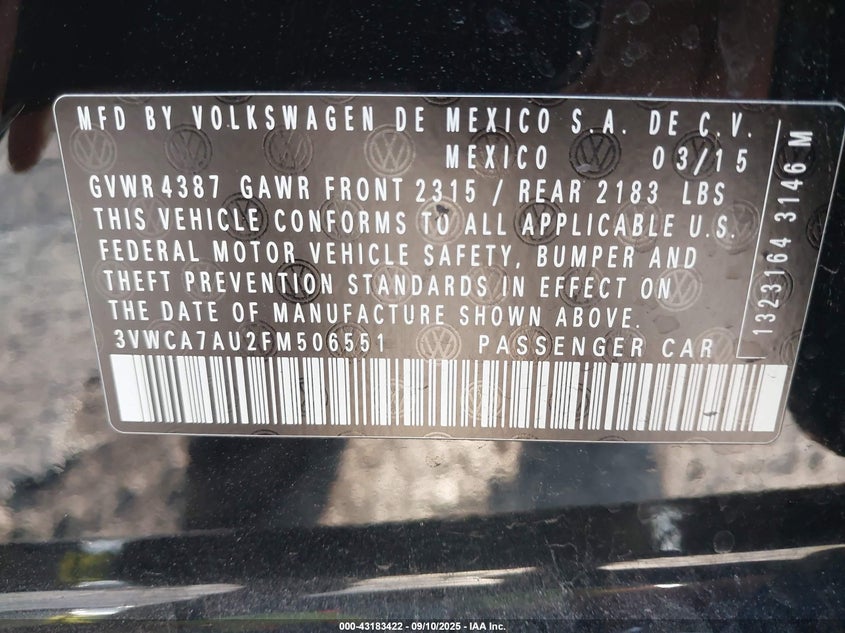 MFD BY VOLKSWAGEN DE MEXICO S.A. DE C.V.
MEXICO 03/15
GVWR4387 GAWR FRONT 2315 / REAR 2183 LBS
THIS VEHICLE CONFORMS TO ALL APPLICABLE U.S.
FEDERAL MOTOR VEHICLE SAFETY, BUMPER AND
THEFT PREVENTION STANDARDS IN EFFECT ON
THE DATE OF MANUFACTURE SHOWN ABOVE.
3VWCA7AU2FM506551 PASSENGER CAR
1323164 3146 M
000-43183422 - 09/10/2025 - IAA Inc.